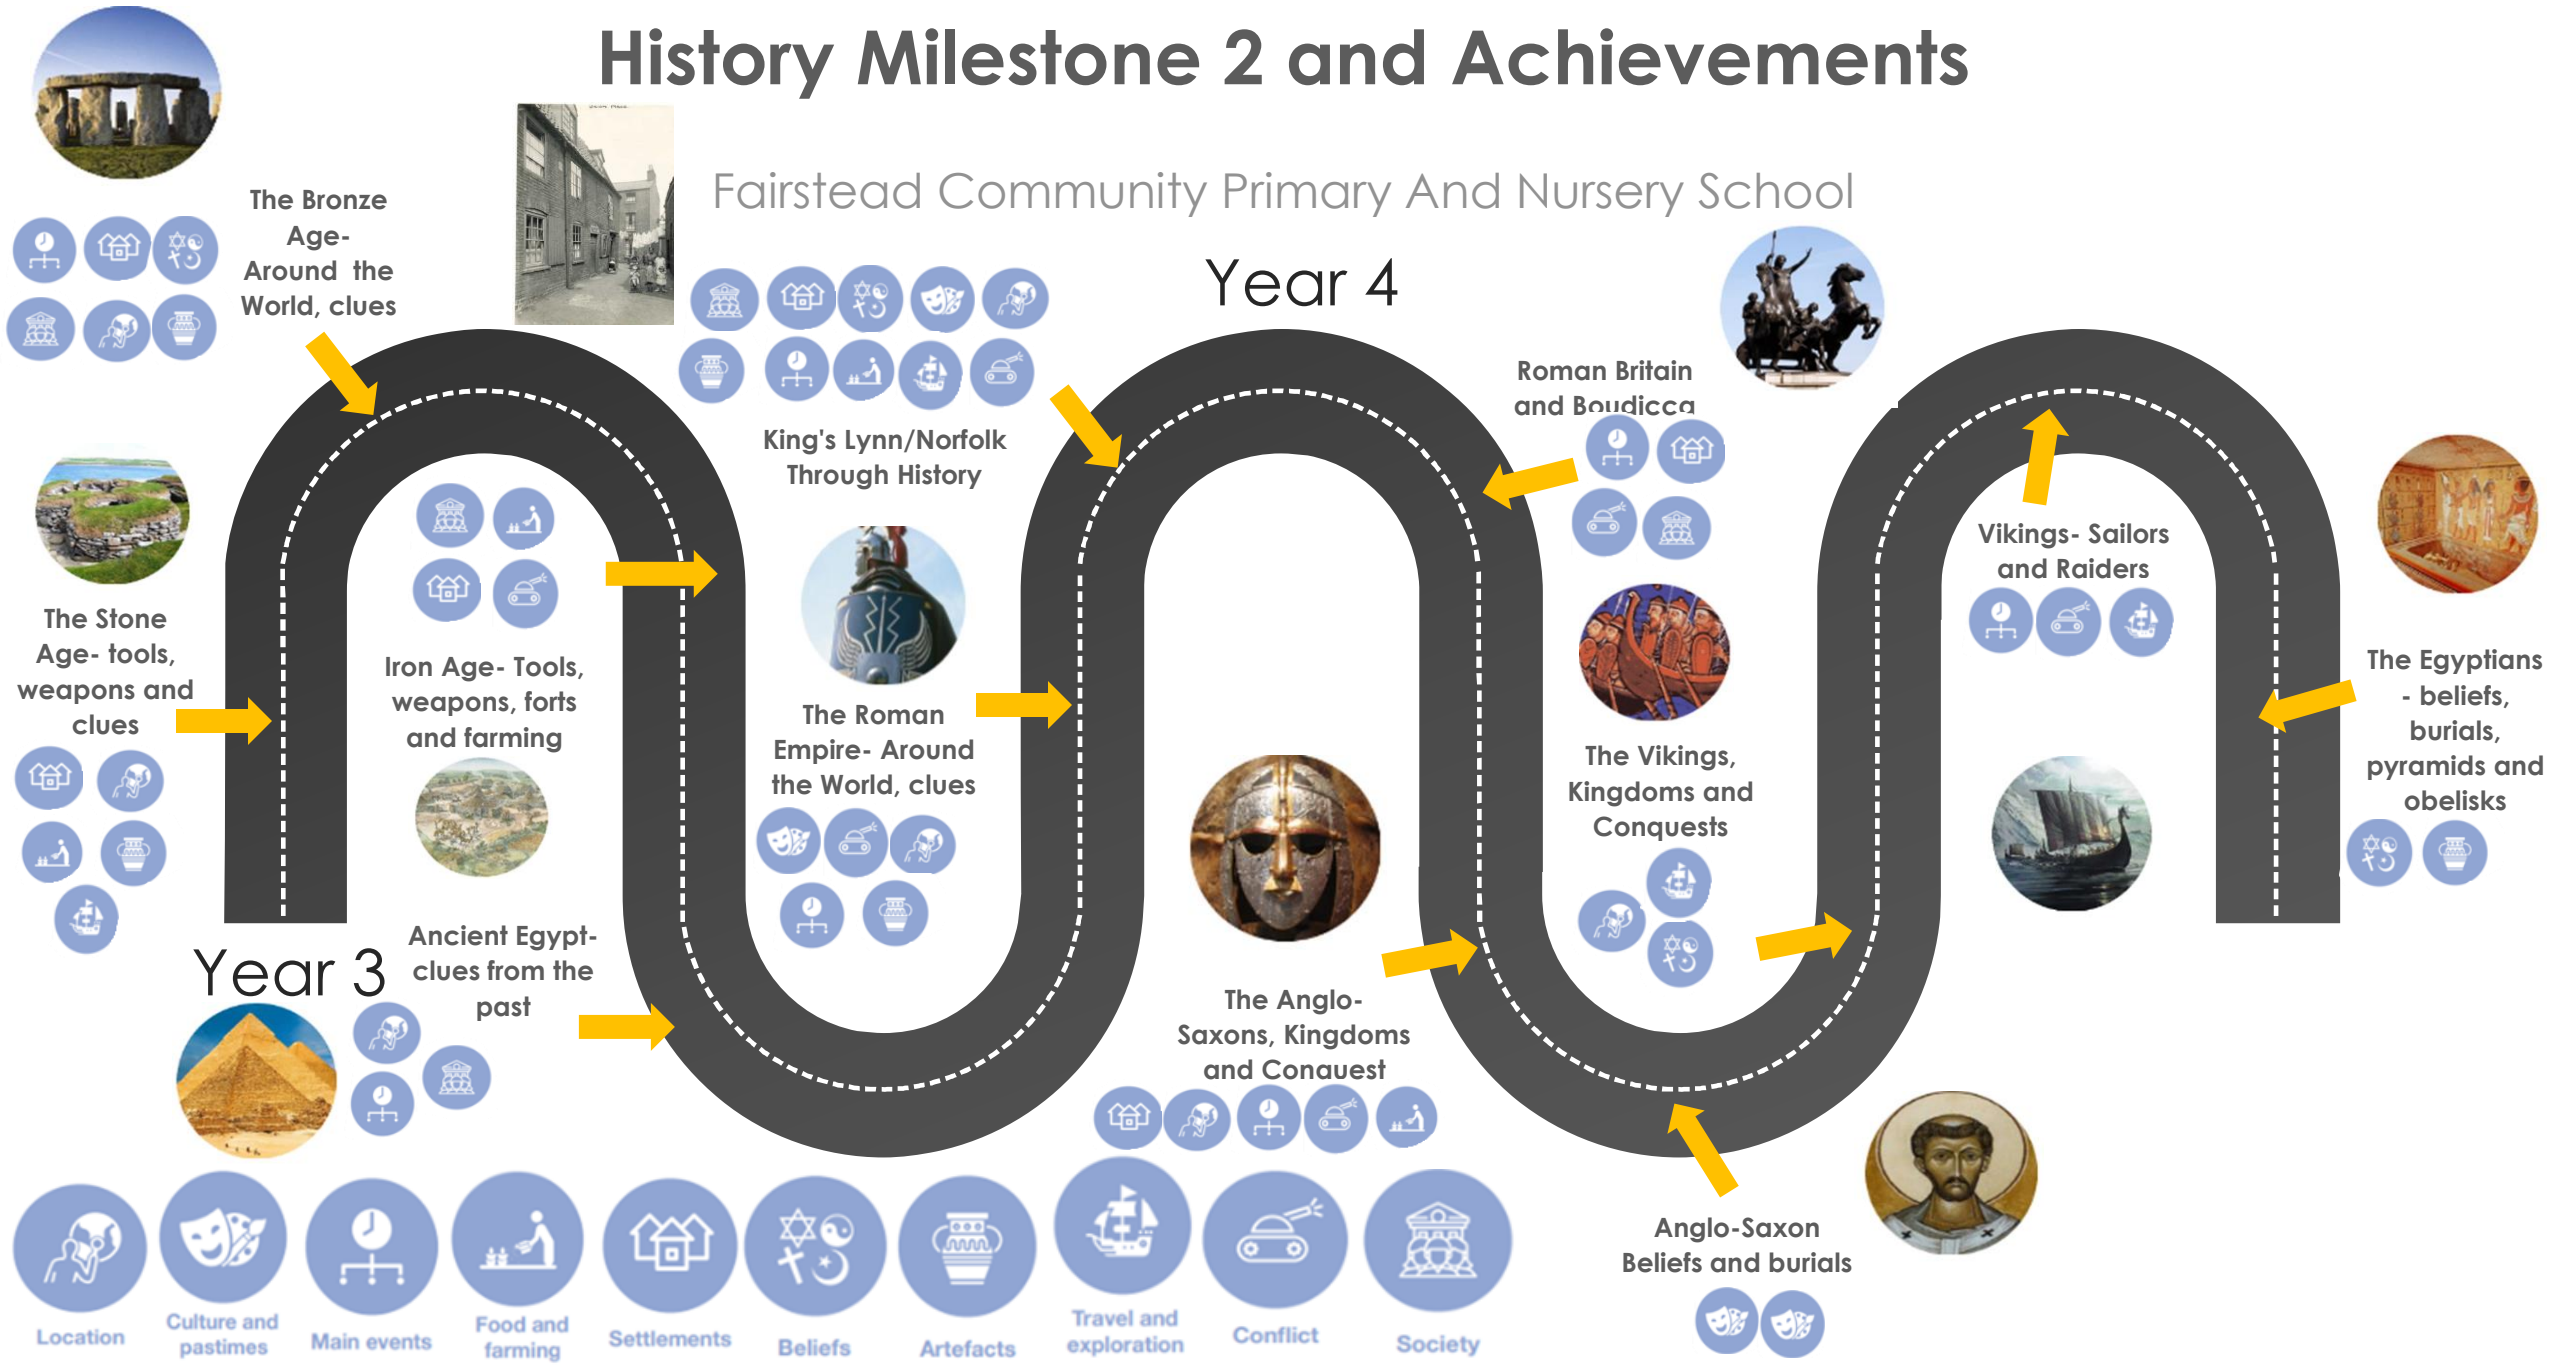 History Milestone 2 and Achievements
Fairstead Community Primary And Nursery School
The Bronze
Age-
Around the
World, clues
Year 4
Roman Britain
and Boudicca
King's Lynn/Norfolk
Through History
Vikings- Sailors
and Raiders
The Stone
Age- tools,
weapons and
clues
Iron Age- Tools,
weapons, forts
and farming
The Roman
Empire- Around
the World, clues
The Vikings,
Kingdoms and
Conquests
The Egyptians
- beliefs,
burials,
pyramids and
obelisks
Year 3
Ancient Egypt-
clues from the
past
The Anglo-
Saxons, Kingdoms
and Conquest
Anglo-Saxon
Beliefs and burials
Location
Culture and
pastimes
Main events
Food and
farming
Settlements
Beliefs
Artefacts
Travel and
exploration
Conflict
Society